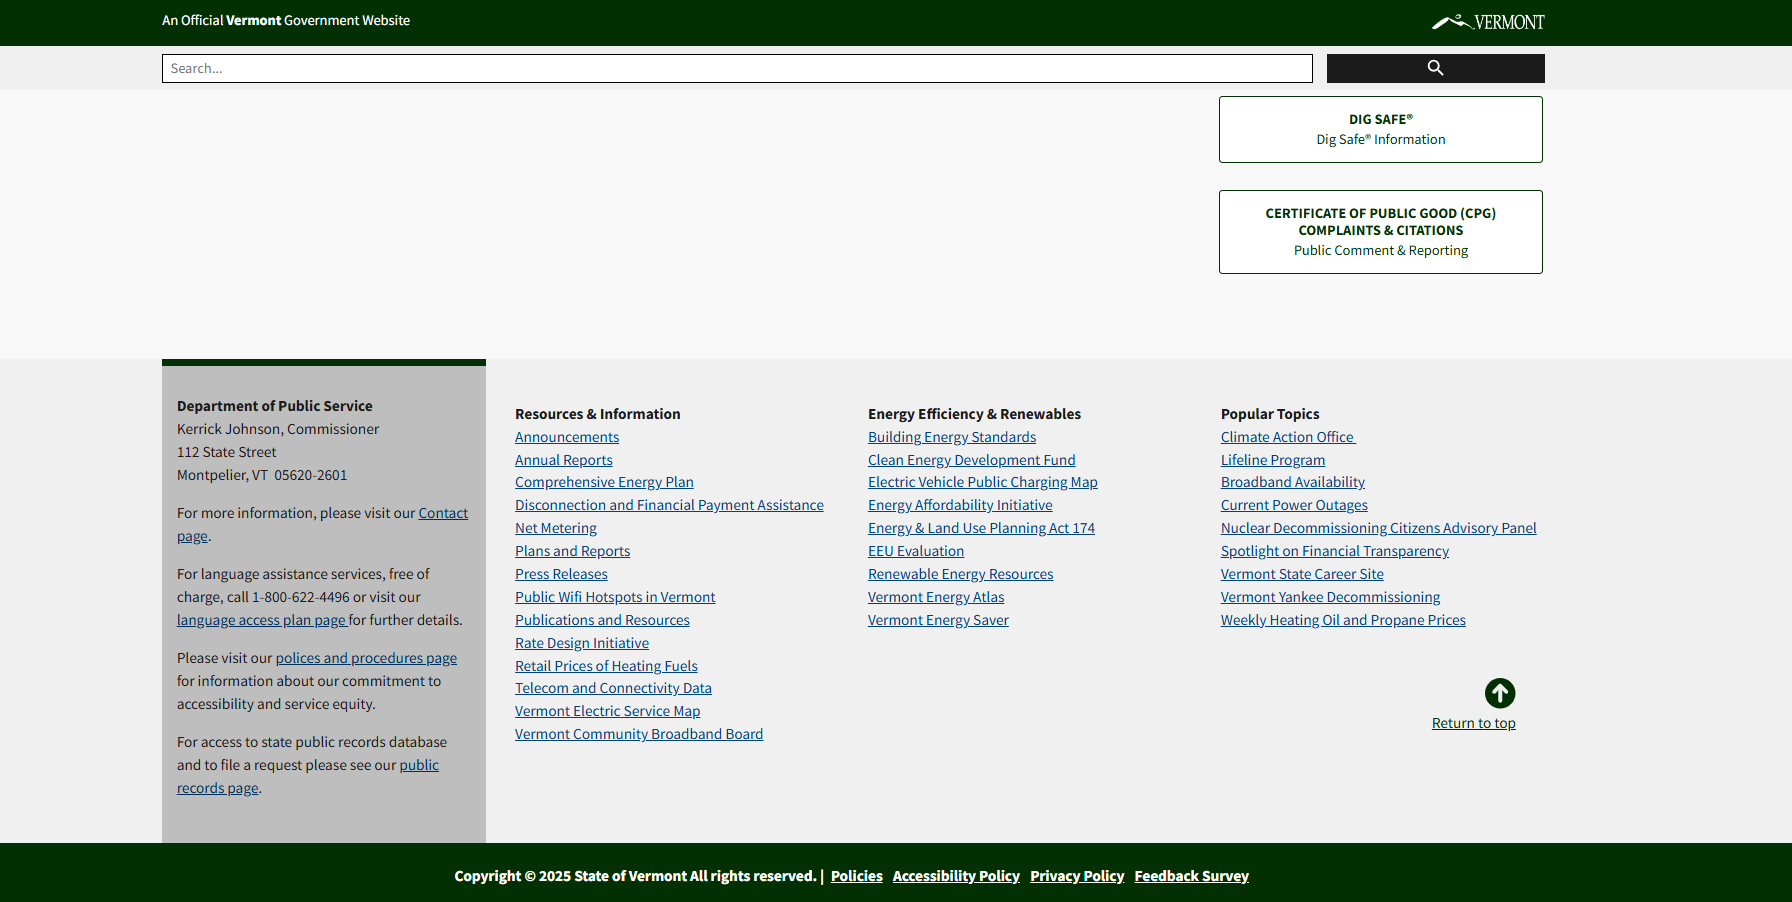 An Official Vermont Government Website
VERMONT
Search...
DIG SAFE®
Dig Safe® Information
CERTIFICATE OF PUBLIC GOOD (CPG)
COMPLAINTS & CITATIONS
Public Comment & Reporting
Department of Public Service
Kerrick Johnson, Commissioner
112 State Street
Montpelier, VT  05620-2601
For more information, please visit our Contact
page.
For language assistance services, free of
charge, call 1-800-622-4496 or visit our
language access plan page for further details.
Please visit our polices and procedures page
for information about our commitment to
accessibility and service equity.
For access to state public records database
and to file a request please see our public
records page.
Resources & Information
Announcements
Annual Reports
Comprehensive Energy Plan
Disconnection and Financial Payment Assistance
Net Metering
Plans and Reports
Press Releases
Public Wifi Hotspots in Vermont
Publications and Resources
Rate Design Initiative
Retail Prices of Heating Fuels
Telecom and Connectivity Data
Vermont Electric Service Map
Vermont Community Broadband Board
Energy Efficiency & Renewables
Building Energy Standards
Clean Energy Development Fund
Electric Vehicle Public Charging Map
Energy Affordability Initiative
Energy & Land Use Planning Act 174
EEU Evaluation
Renewable Energy Resources
Vermont Energy Atlas
Vermont Energy Saver
Popular Topics
Climate Action Office
Lifeline Program
Broadband Availability
Current Power Outages
Nuclear Decommissioning Citizens Advisory Panel
Spotlight on Financial Transparency
Vermont State Career Site
Vermont Yankee Decommissioning
Weekly Heating Oil and Propane Prices
Return to top
Copyright © 2025 State of Vermont All rights reserved. | Policies Accessibility Policy Privacy Policy Feedback Survey